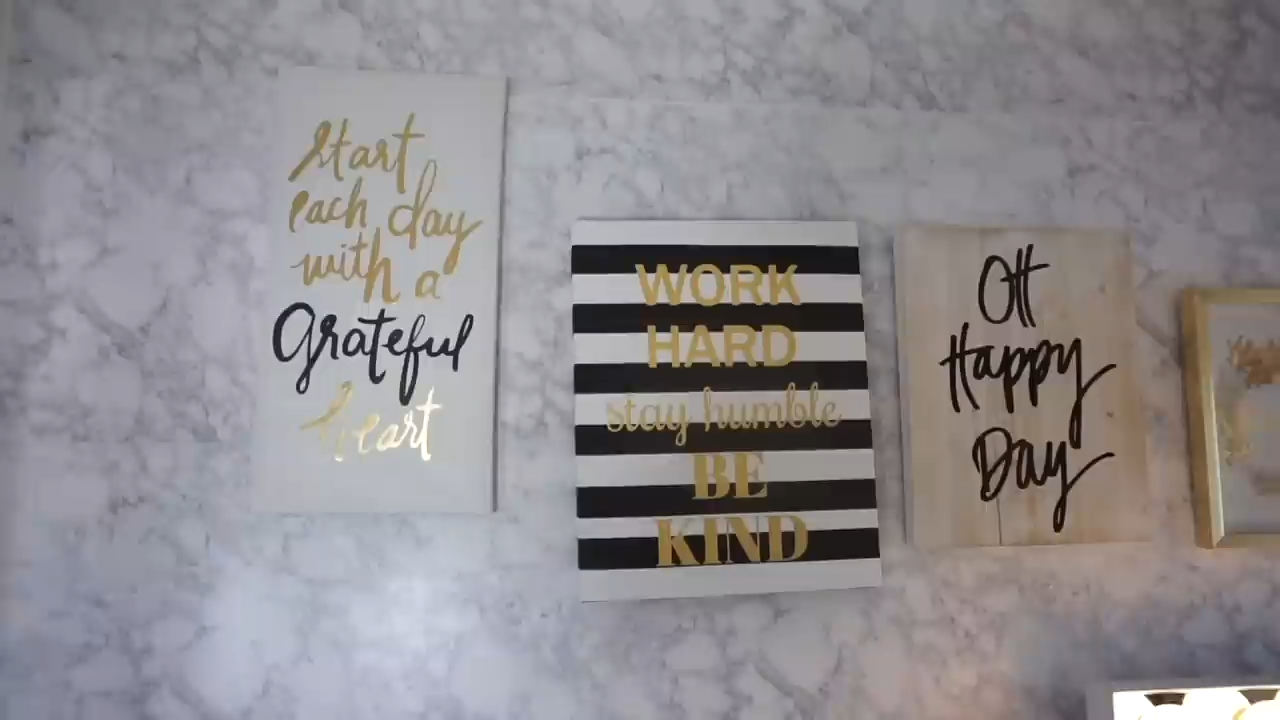 Start
each day
with a
Grateful
heart
WORK
HARD
stay humble
BE
KIND
OH
Happy
Day